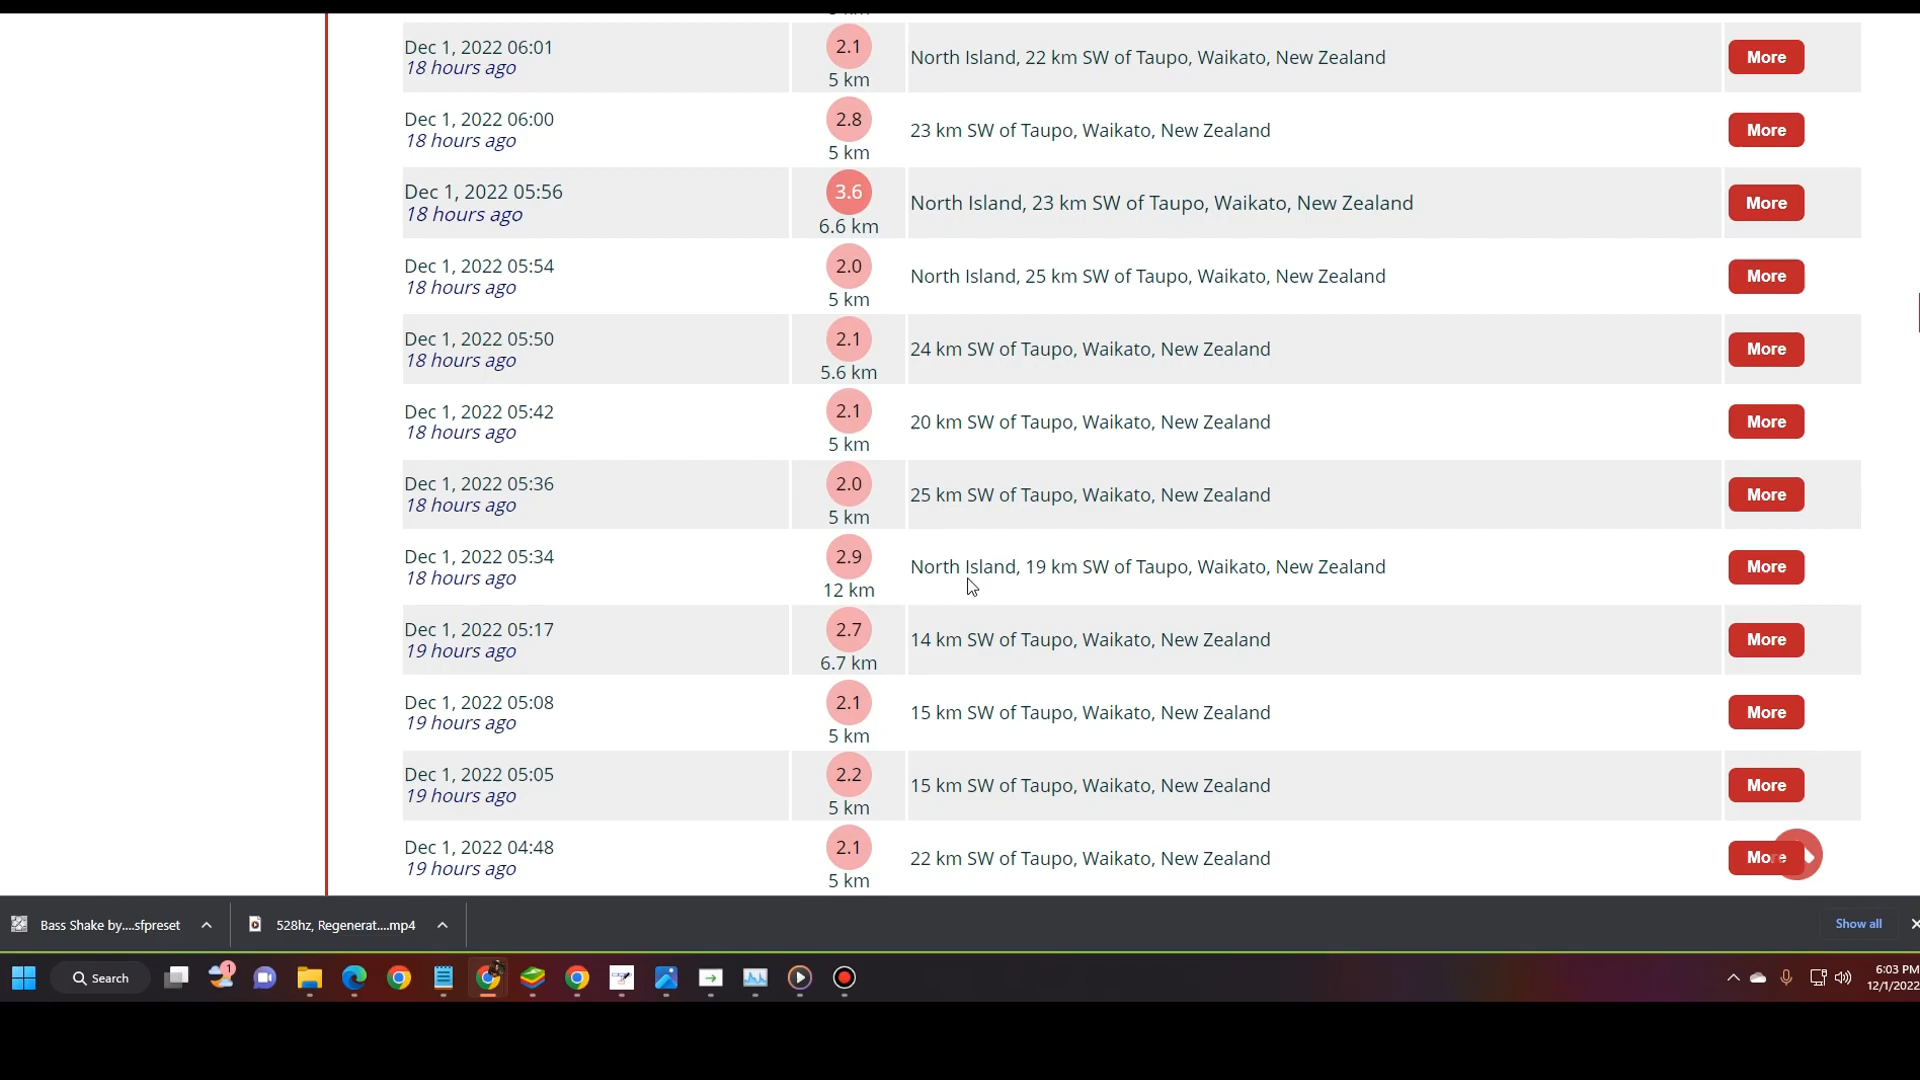 Dec 1, 2022 06:01
18 hours ago
2.1
5 km
North Island, 22 km SW of Taupo, Waikato, New Zealand
More
Dec 1, 2022 06:00
18 hours ago
2.8
5 km
23 km SW of Taupo, Waikato, New Zealand
More
Dec 1, 2022 05:56
18 hours ago
3.6
6.6 km
North Island, 23 km SW of Taupo, Waikato, New Zealand
More
Dec 1, 2022 05:54
18 hours ago
2.0
5 km
North Island, 25 km SW of Taupo, Waikato, New Zealand
More
Dec 1, 2022 05:50
18 hours ago
2.1
5.6 km
24 km SW of Taupo, Waikato, New Zealand
More
Dec 1, 2022 05:42
18 hours ago
2.1
5 km
20 km SW of Taupo, Waikato, New Zealand
More
Dec 1, 2022 05:36
18 hours ago
2.0
5 km
25 km SW of Taupo, Waikato, New Zealand
More
Dec 1, 2022 05:34
18 hours ago
2.9
12 km
North Island, 19 km SW of Taupo, Waikato, New Zealand
More
Dec 1, 2022 05:17
19 hours ago
2.7
6.7 km
14 km SW of Taupo, Waikato, New Zealand
More
Dec 1, 2022 05:08
19 hours ago
2.1
5 km
15 km SW of Taupo, Waikato, New Zealand
More
Dec 1, 2022 05:05
19 hours ago
2.2
5 km
15 km SW of Taupo, Waikato, New Zealand
More
Dec 1, 2022 04:48
19 hours ago
2.1
5 km
22 km SW of Taupo, Waikato, New Zealand
More
Bass Shake by....sfpreset
528hz, Regenerat....mp4
Show all
Search
1
6:03 PM
12/1/2022